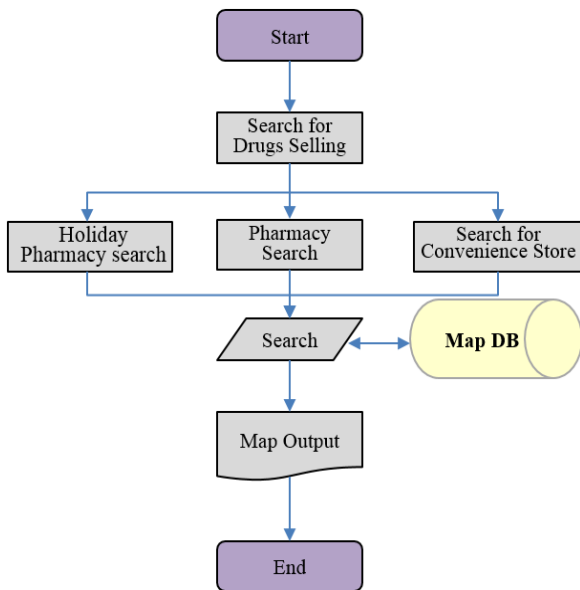 Start
Search for
Drugs Selling
Holiday
Pharmacy search
Pharmacy
Search
Search for
Convenience Store
Search
Map DB
Map Output
End